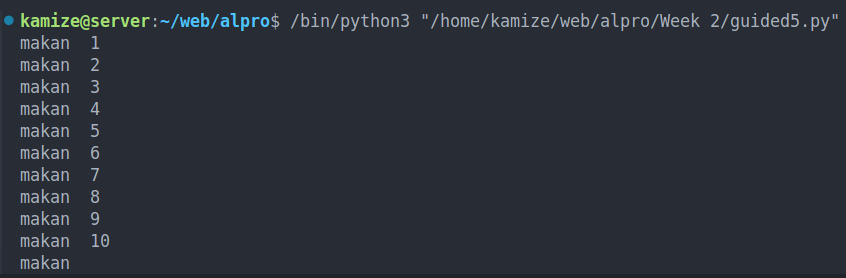 kamize@server:~/web/alpro$ /bin/python3 "/home/kamize/web/alpro/Week 2/guided5.py"
makan  1
makan  2
makan  3
makan  4
makan  5
makan  6
makan  7
makan  8
makan  9
makan  10
makan